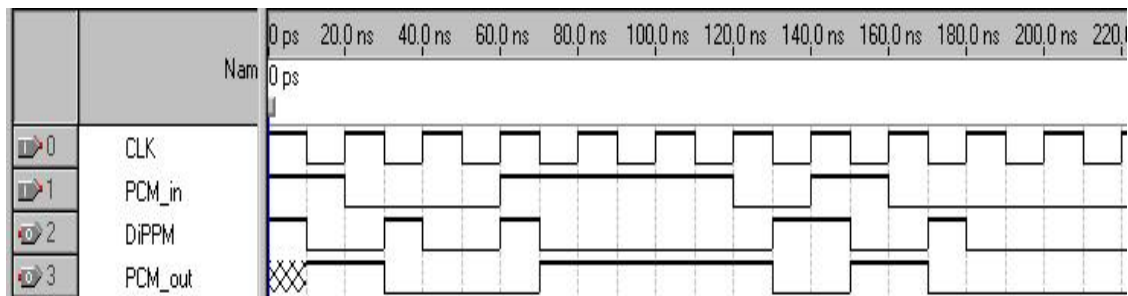 0 ps 20.0 ns 40.0 ns 60.0 ns 80.0 ns 100.0 ns 120.0 ns 140.0 ns 160.0 ns 180.0 ns 200.0 ns 220.
Nam
0 ps
0 CLK
1 PCM_in
2 DiPPM
3 PCM_out